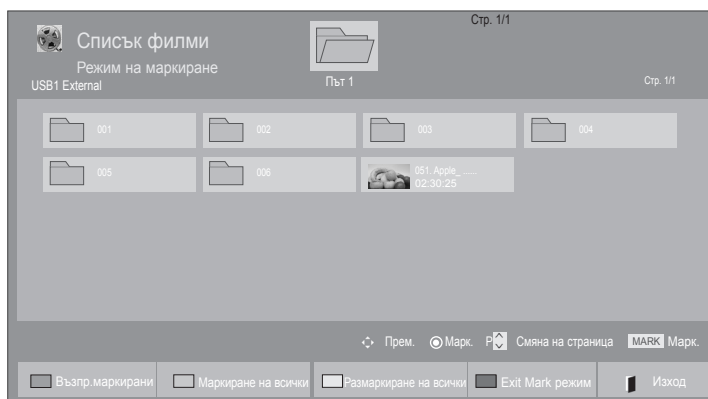 Стр. 1/1
Списък филми
Режим на маркиране
USB1 External
Път 1
Стр. 1/1
001
002
003
004
005
006
051. Apple_ ......
02:30:25
Прем.
Марк.
P
Смяна на страница
MARK Марк.
Възпр.маркирани
Маркиране на всички
Размаркиране на всички
Exit Mark режим
Изход